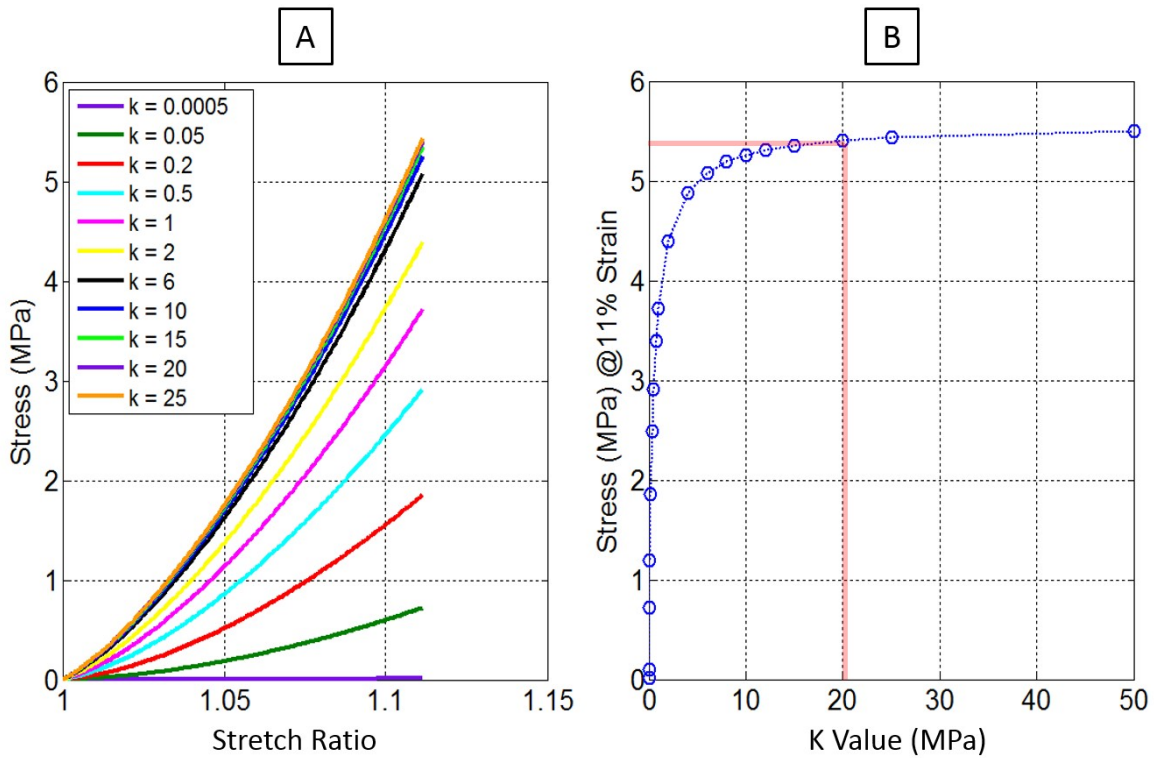 A
B
6
5
4
3
2
1
0
Stress (MPa)
k = 0.0005
k = 0.05
k = 0.2
k = 0.5
k = 1
k = 2
k = 6
k = 10
k = 15
k = 20
k = 25
1
1.05
1.1
1.15
Stretch Ratio
6
5
4
3
2
1
0
Stress (MPa) @11% Strain
0
10
20
30
40
50
K Value (MPa)